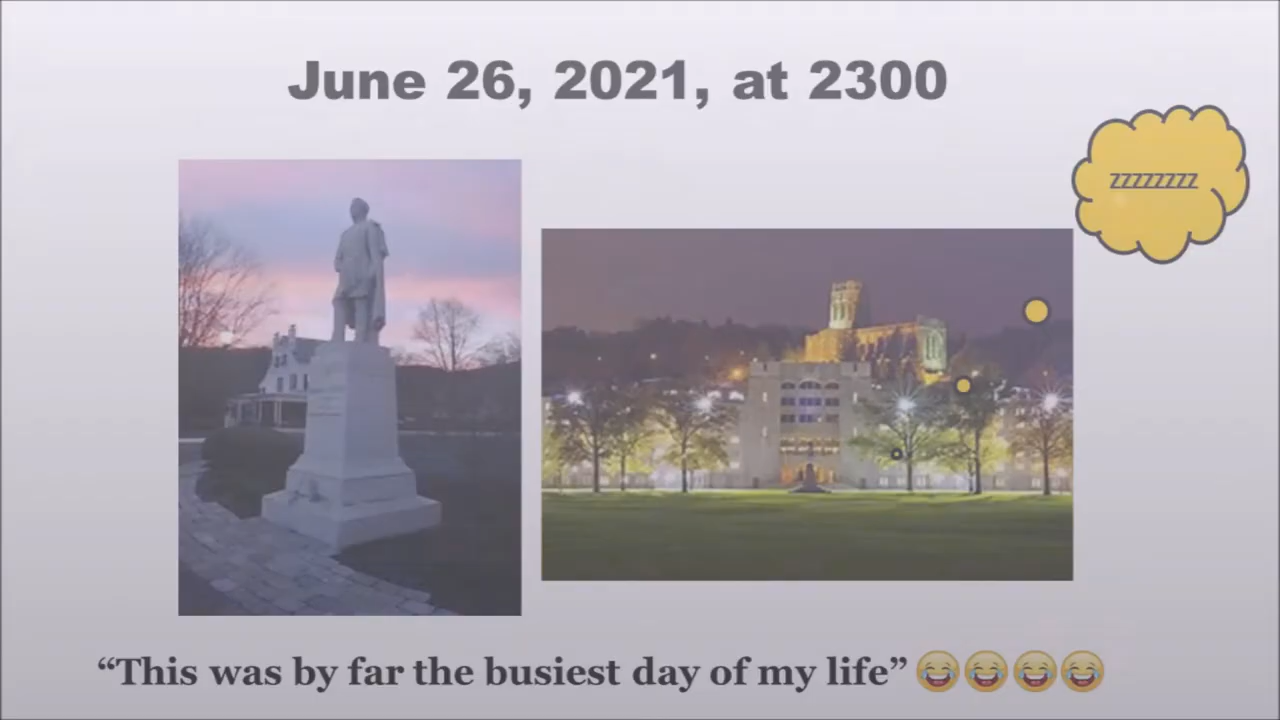 June 26, 2021, at 2300
ZZZZZZZZ
“This was by far the busiest day of my life” 😂😂😂😂